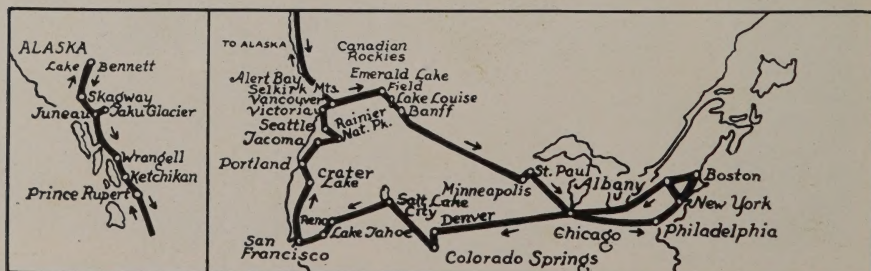 ALASKA
Lake Bennett
Skagway
Juneau
Taku Glacier
Wrangell
Ketchikan
Prince Rupert
TO ALASKA
Canadian
Rockies
Alert Bay
Emerald Lake
Selkirk Mts.
Field
Vancouver
Lake Louise
Victoria
Banff
Seattle
Rainier
Nat. Pk.
Tacoma
Portland
Crater
Lake
St. Paul
Minneapolis
Albany
Boston
Salt Lake
City
New York
Denver
Reno
Lake Tahoe
Chicago
Philadelphia
San
Francisco
Colorado Springs